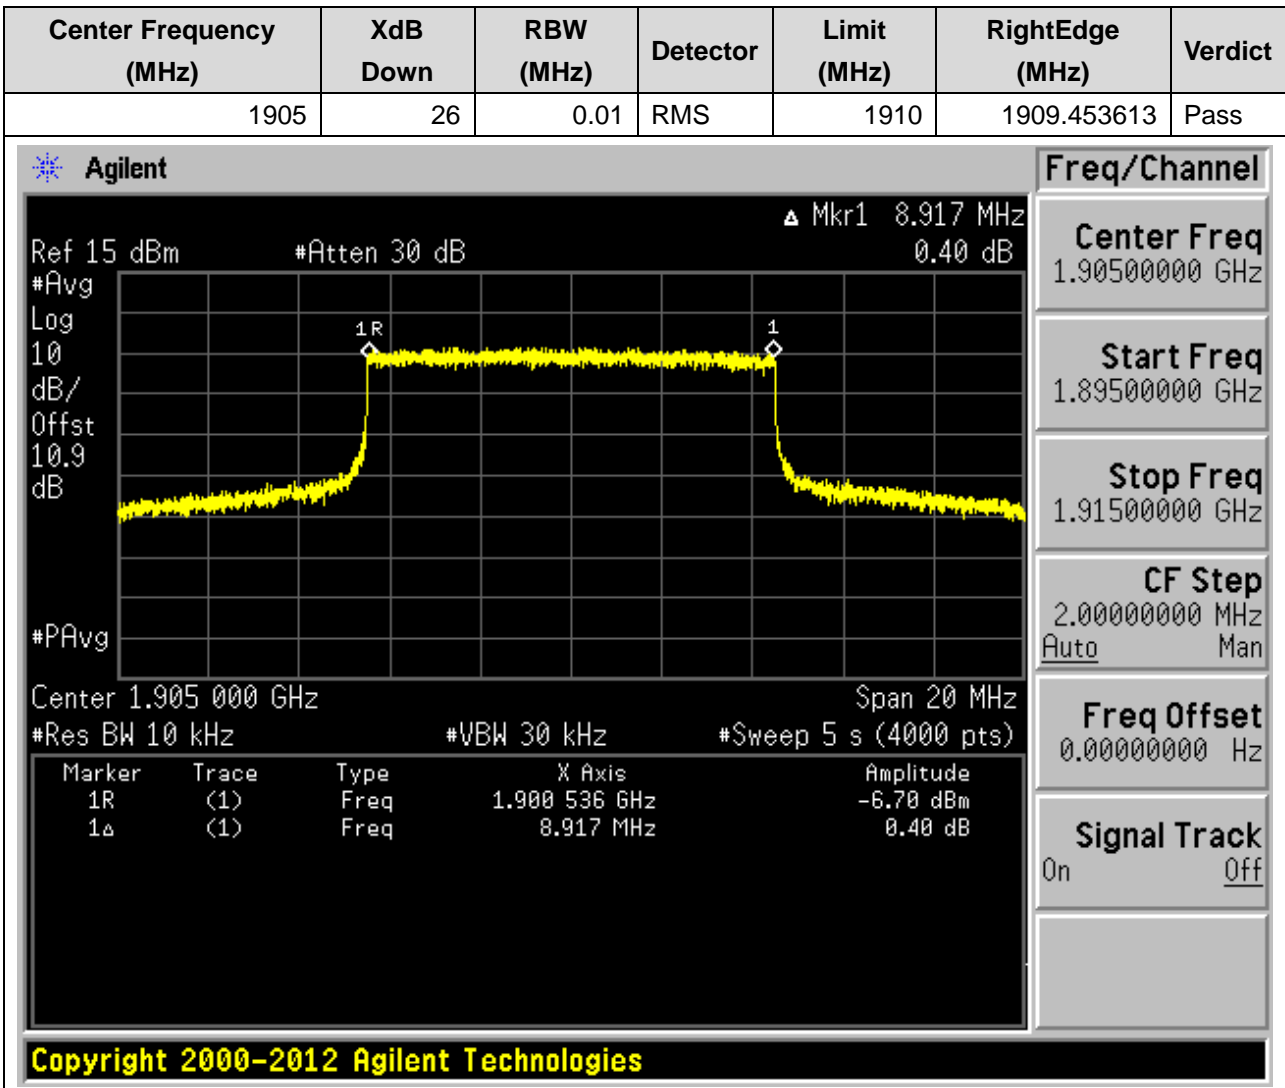 Center Frequency (MHz) XdB Down RBW (MHz) Detector Limit (MHz) RightEdge (MHz) Verdict
1905 26 0.01 RMS 1910 1909.453613 Pass
Agilent
Freq/Channel
Δ Mkr1 8.917 MHz
Ref 15 dBm #Atten 30 dB 0.40 dB
#Avg
Log
10
dB/
Offst
10.9
dB
#PAvg
1R
1
Center 1.905 000 GHz Span 20 MHz
#Res BW 10 kHz #VBW 30 kHz #Sweep 5 s (4000 pts)
Marker Trace Type X Axis Amplitude
1R (1) Freq 1.900 536 GHz -6.70 dBm
1Δ (1) Freq 8.917 MHz 0.40 dB
Center Freq
1.90500000 GHz
Start Freq
1.89500000 GHz
Stop Freq
1.91500000 GHz
CF Step
2.00000000 MHz
Auto Man
Freq Offset
0.00000000 Hz
Signal Track
On Off
Copyright 2000-2012 Agilent Technologies